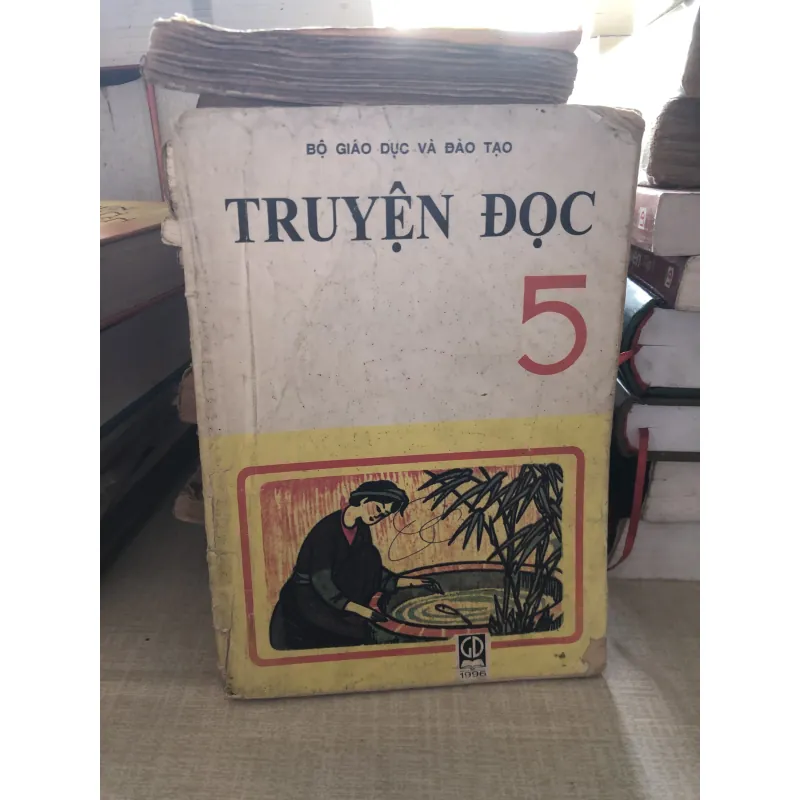 BỘ GIÁO DỤC VÀ ĐÀO TẠO
TRUYỆN ĐỌC
5
GD
1996